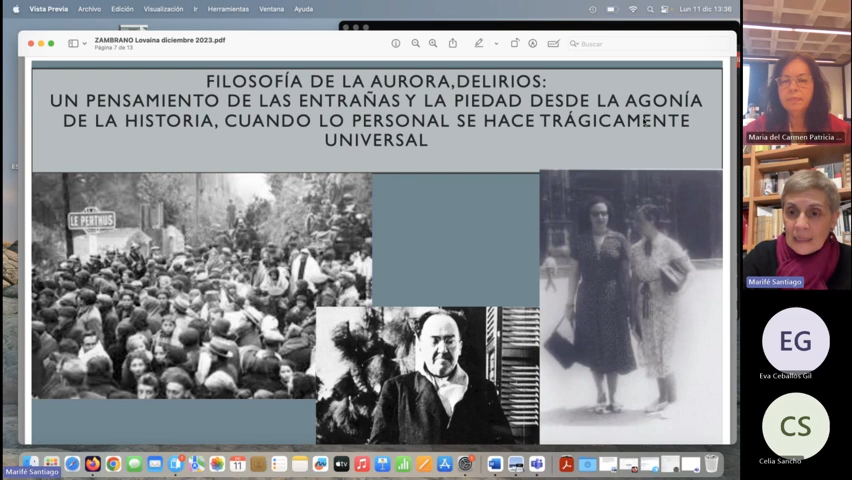 Vista Previa Archivo Edición Visualización Ir Herramientas Ventana Ayuda
Lun 11 dic 13:36
ZAMBRANO Lovaina diciembre 2023.pdf
Página 7 de 13
Buscar
FILOSOFÍA DE LA AURORA,DELIRIOS:
UN PENSAMIENTO DE LAS ENTRAÑAS Y LA PIEDAD DESDE LA AGONÍA
DE LA HISTORIA, CUANDO LO PERSONAL SE HACE TRÁGICAMENTE
UNIVERSAL
LE PERTHUS
Maria del Carmen Patricia ...
Marifé Santiago
EG
Eva Ceballos Gil
CS
Celia Sancho
Marifé Santiago